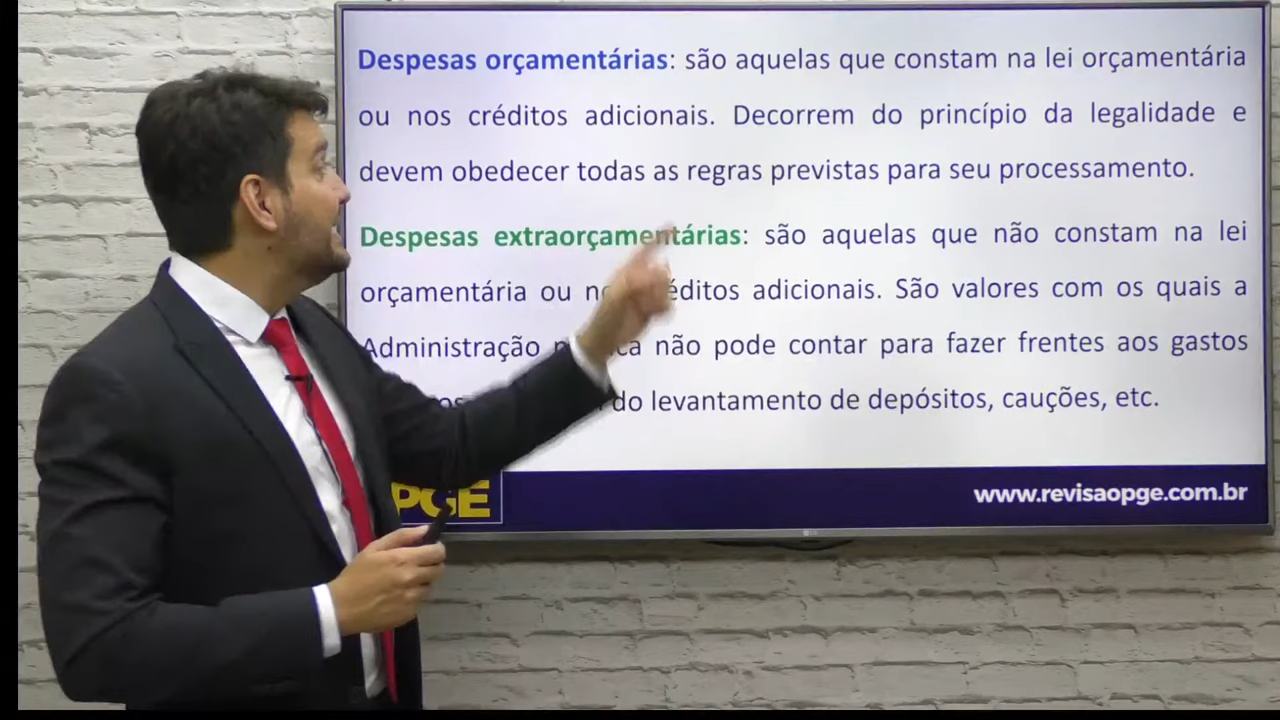 Despesas orçamentárias: são aquelas que constam na lei orçamentária
ou nos créditos adicionais. Decorrem do princípio da legalidade e
devem obedecer todas as regras previstas para seu processamento.
Despesas extraorçamentárias: são aquelas que não constam na lei
orçamentária ou éditos adicionais. São valores com os quais a
Administração ca não pode contar para fazer frentes aos gastos
do levantamento de depósitos, cauções, etc.
PGE
www.revisaopge.com.br
LG